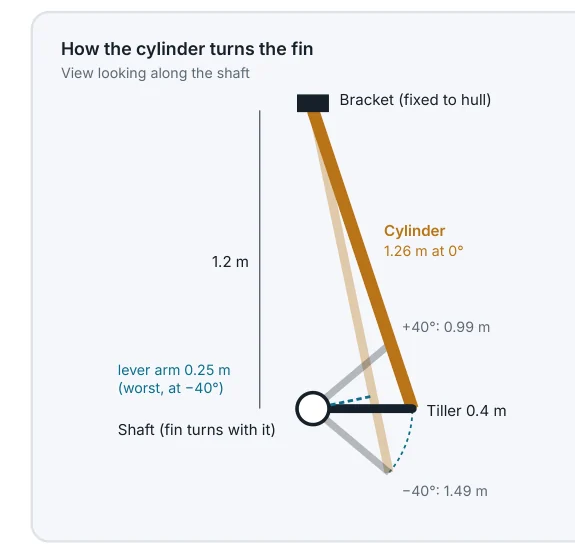 How the cylinder turns the fin
View looking along the shaft
Bracket (fixed to hull)
Cylinder
1.26 m at 0°
1.2 m
+40°: 0.99 m
lever arm 0.25 m
(worst, at −40°)
Tiller 0.4 m
Shaft (fin turns with it)
−40°: 1.49 m